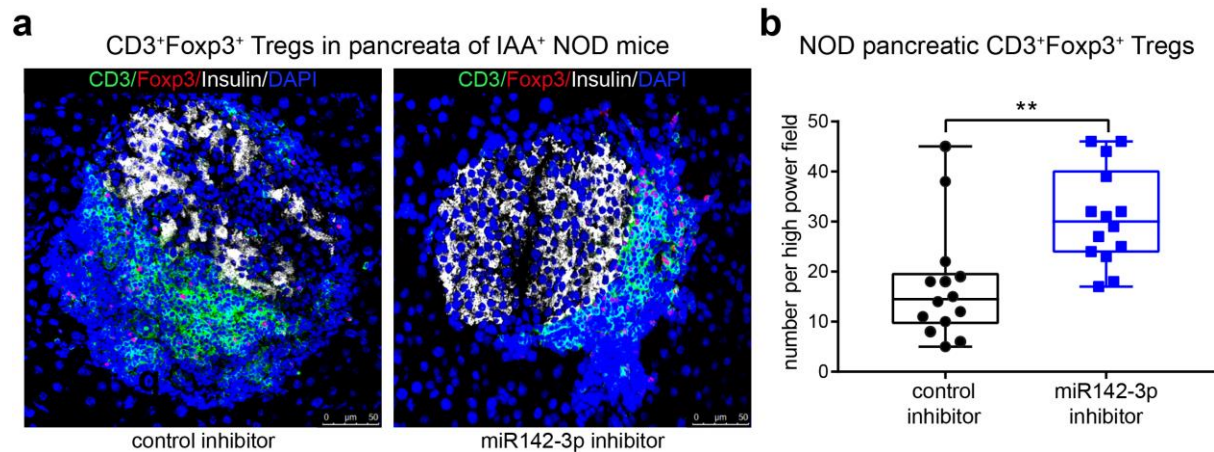 a
CD3⁺Foxp3⁺ Tregs in pancreata of IAA⁺ NOD mice
CD3/Foxp3/Insulin/DAPI
CD3/Foxp3/Insulin/DAPI
0 µm 50
0 µm 50
control inhibitor
miR142-3p inhibitor
b
NOD pancreatic CD3⁺Foxp3⁺ Tregs
**
number per high power field
50
40
30
20
10
0
control
inhibitor
miR142-3p
inhibitor